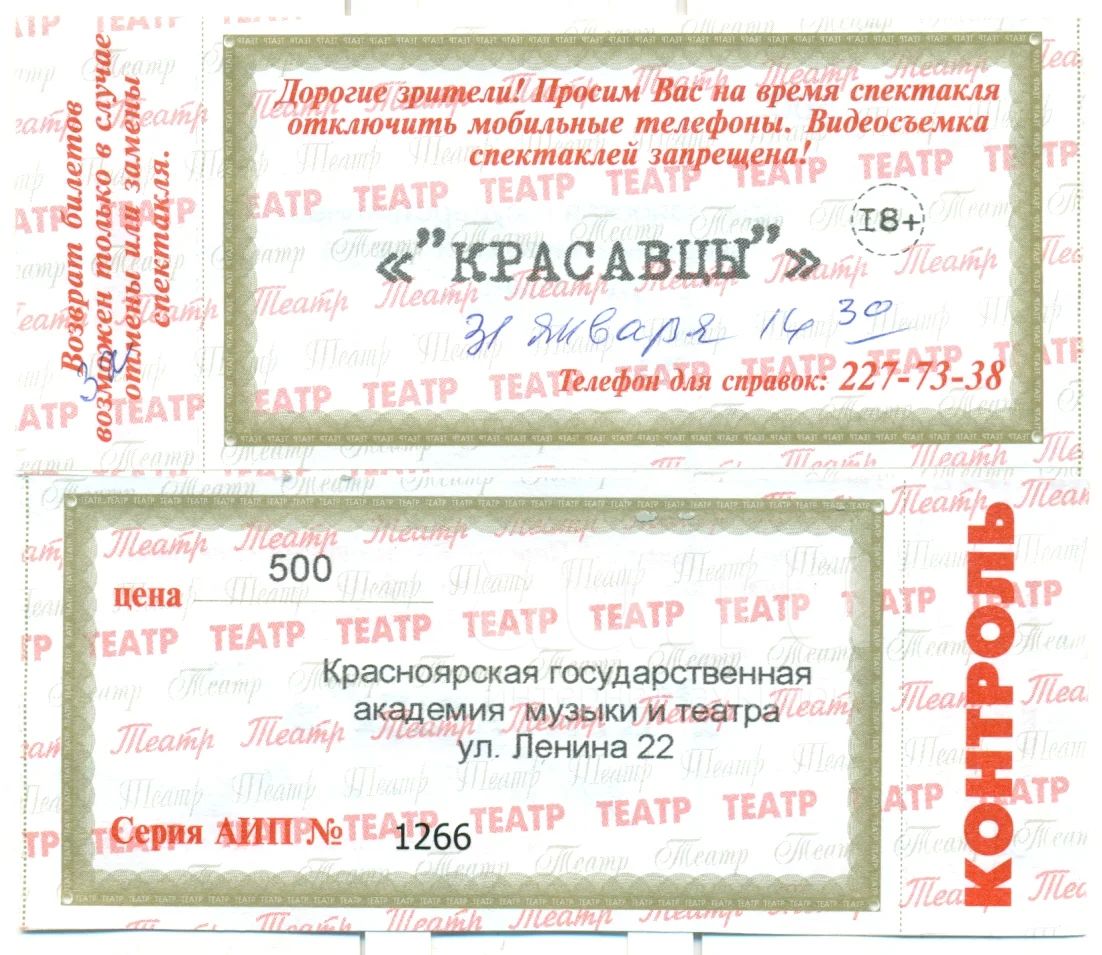 Возврат билетов
возможен только в случае
отмены или замены
спектакля.
За
Дорогие зрители! Просим Вас на время спектакля
отключить мобильные телефоны. Видеосъемка
спектаклей запрещена!
18+
«"КРАСАВЦЫ"»
31 января 14 30
Телефон для справок: 227-73-38
цена 500
Красноярская государственная
академия музыки и театра
ул. Ленина 22
Серия АИП № 1266
КОНТРОЛЬ